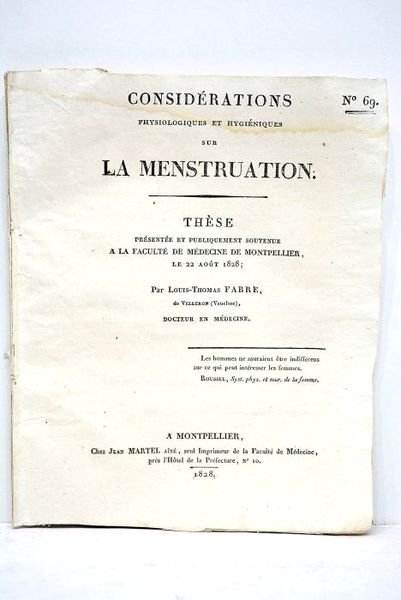 CONSIDÉRATIONS
N° 69.
PHYSIOLOGIQUES ET HYGIÉNIQUES
SUR
LA MENSTRUATION.
THÈSE
PRÉSENTÉE ET PUBLIQUEMENT SOUTENUE
A LA FACULTÉ DE MÉDECINE DE MONTPELLIER,
LE 22 AOÛT 1828;
Par Louis-Thomas FABRE,
de VELLERON (Vaucluse),
DOCTEUR EN MÉDECINE.
Les hommes ne sauraient être indifférens
sur ce qui peut intéresser les femmes.
ROUSSEL, Syst. phys. et mor. de la femme.
A MONTPELLIER,
Chez JEAN MARTEL AÎNÉ, seul Imprimeur de la Faculté de Médecine,
près l'Hôtel de la Préfecture, N° 10.
1828.